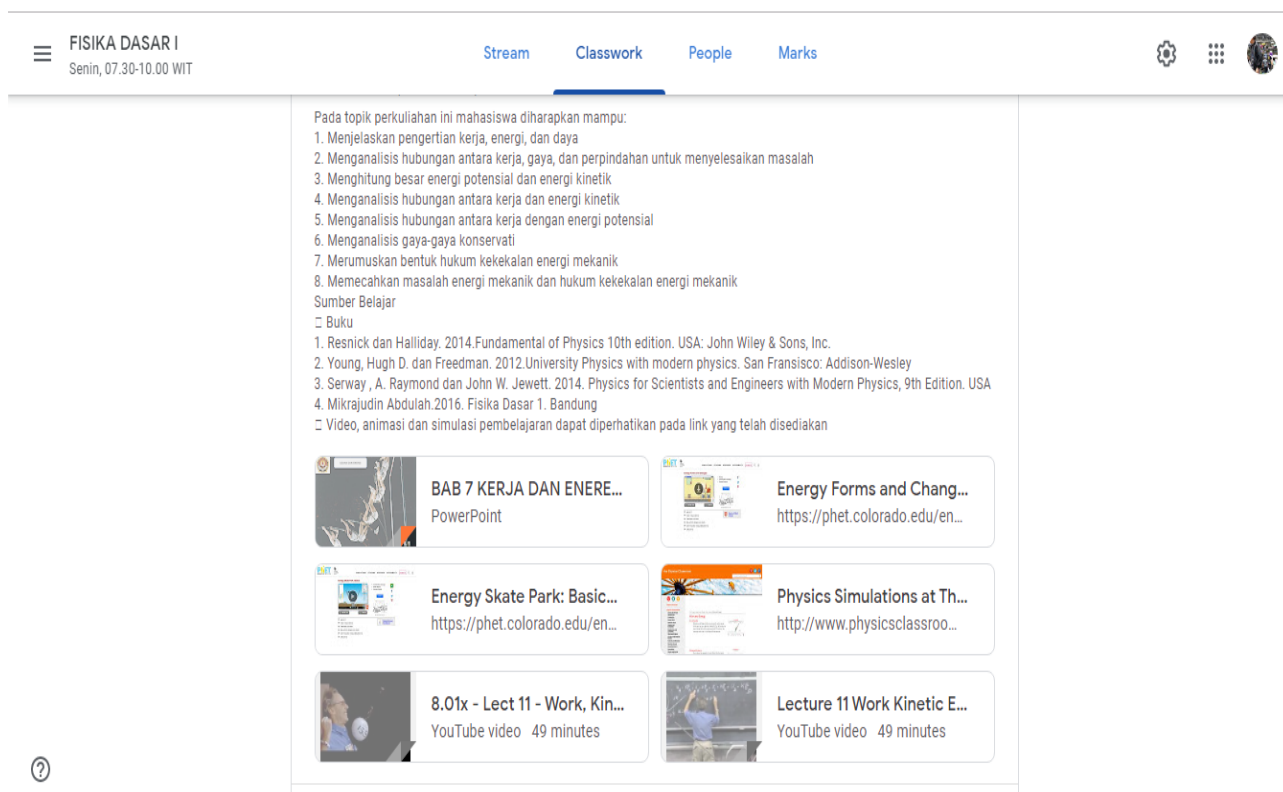 FISIKA DASAR I
Senin, 07.30-10.00 WIT
Stream Classwork People Marks
Pada topik perkuliahan ini mahasiswa diharapkan mampu:
1. Menjelaskan pengertian kerja, energi, dan daya
2. Menganalisis hubungan antara kerja, gaya, dan perpindahan untuk menyelesaikan masalah
3. Menghitung besar energi potensial dan energi kinetik
4. Menganalisis hubungan antara kerja dan energi kinetik
5. Menganalisis hubungan antara kerja dengan energi potensial
6. Menganalisis gaya-gaya konservati
7. Merumuskan bentuk hukum kekekalan energi mekanik
8. Memecahkan masalah energi mekanik dan hukum kekekalan energi mekanik
Sumber Belajar
□ Buku
1. Resnick dan Halliday. 2014.Fundamental of Physics 10th edition. USA: John Wiley & Sons, Inc.
2. Young, Hugh D. dan Freedman. 2012.University Physics with modern physics. San Fransisco: Addison-Wesley
3. Serway , A. Raymond dan John W. Jewett. 2014. Physics for Scientists and Engineers with Modern Physics, 9th Edition. USA
4. Mikrajudin Abdulah.2016. Fisika Dasar 1. Bandung
□ Video, animasi dan simulasi pembelajaran dapat diperhatikan pada link yang telah disediakan
BAB 7 KERJA DAN ENERE...
PowerPoint
Energy Forms and Chang...
https://phet.colorado.edu/en...
Energy Skate Park: Basic...
https://phet.colorado.edu/en...
Physics Simulations at Th...
http://www.physicsclassroo...
8.01x - Lect 11 - Work, Kin...
YouTube video 49 minutes
Lecture 11 Work Kinetic E...
YouTube video 49 minutes